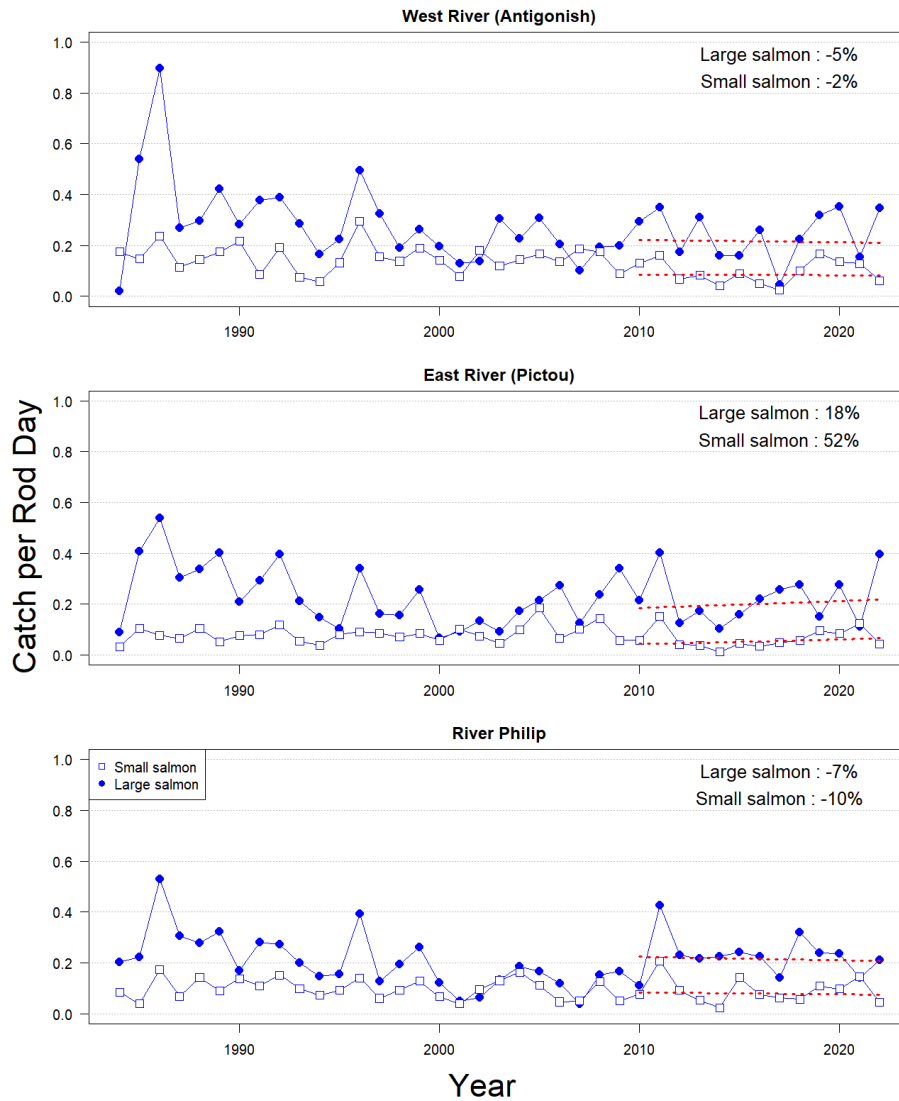 West River (Antigonish)
Large salmon : -5%
Small salmon : -2%
1.0
0.8
0.6
0.4
0.2
0.0
1990
2000
2010
2020
East River (Pictou)
Large salmon : 18%
Small salmon : 52%
1.0
0.8
0.6
0.4
0.2
0.0
1990
2000
2010
2020
Catch per Rod Day
River Philip
Small salmon
Large salmon
Large salmon : -7%
Small salmon : -10%
1.0
0.8
0.6
0.4
0.2
0.0
1990
2000
2010
2020
Year